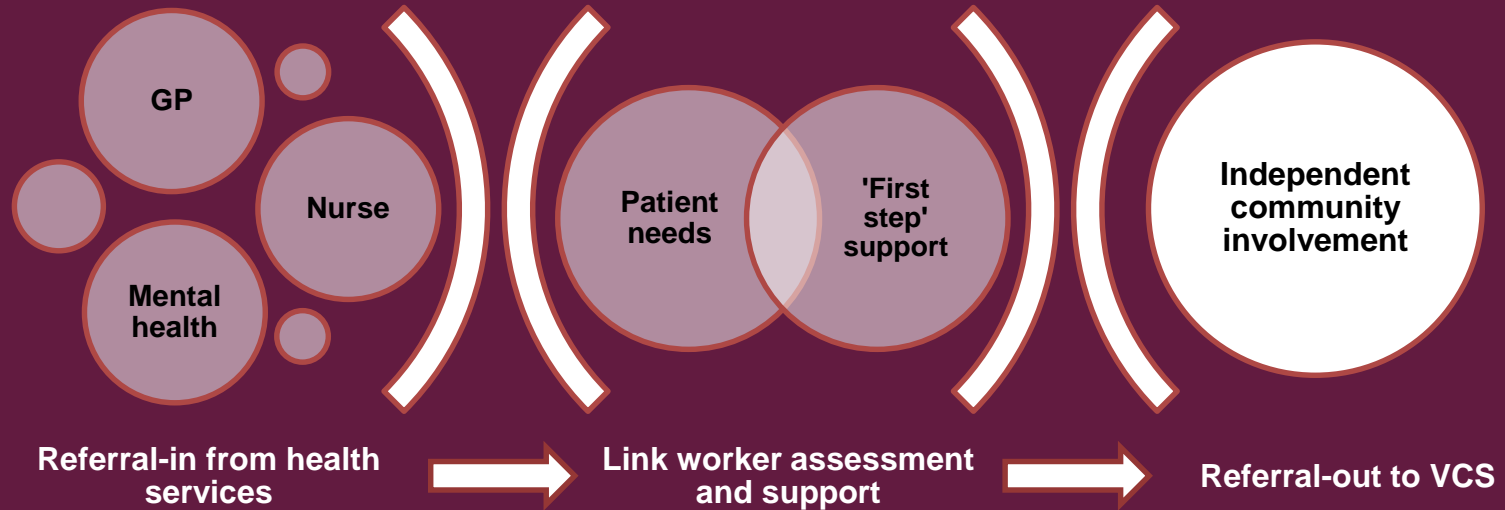 GP
Nurse
Mental
health
Patient
needs
'First
step'
support
Independent
community
involvement
Referral-in from health
services
Link worker assessment
and support
Referral-out to VCS